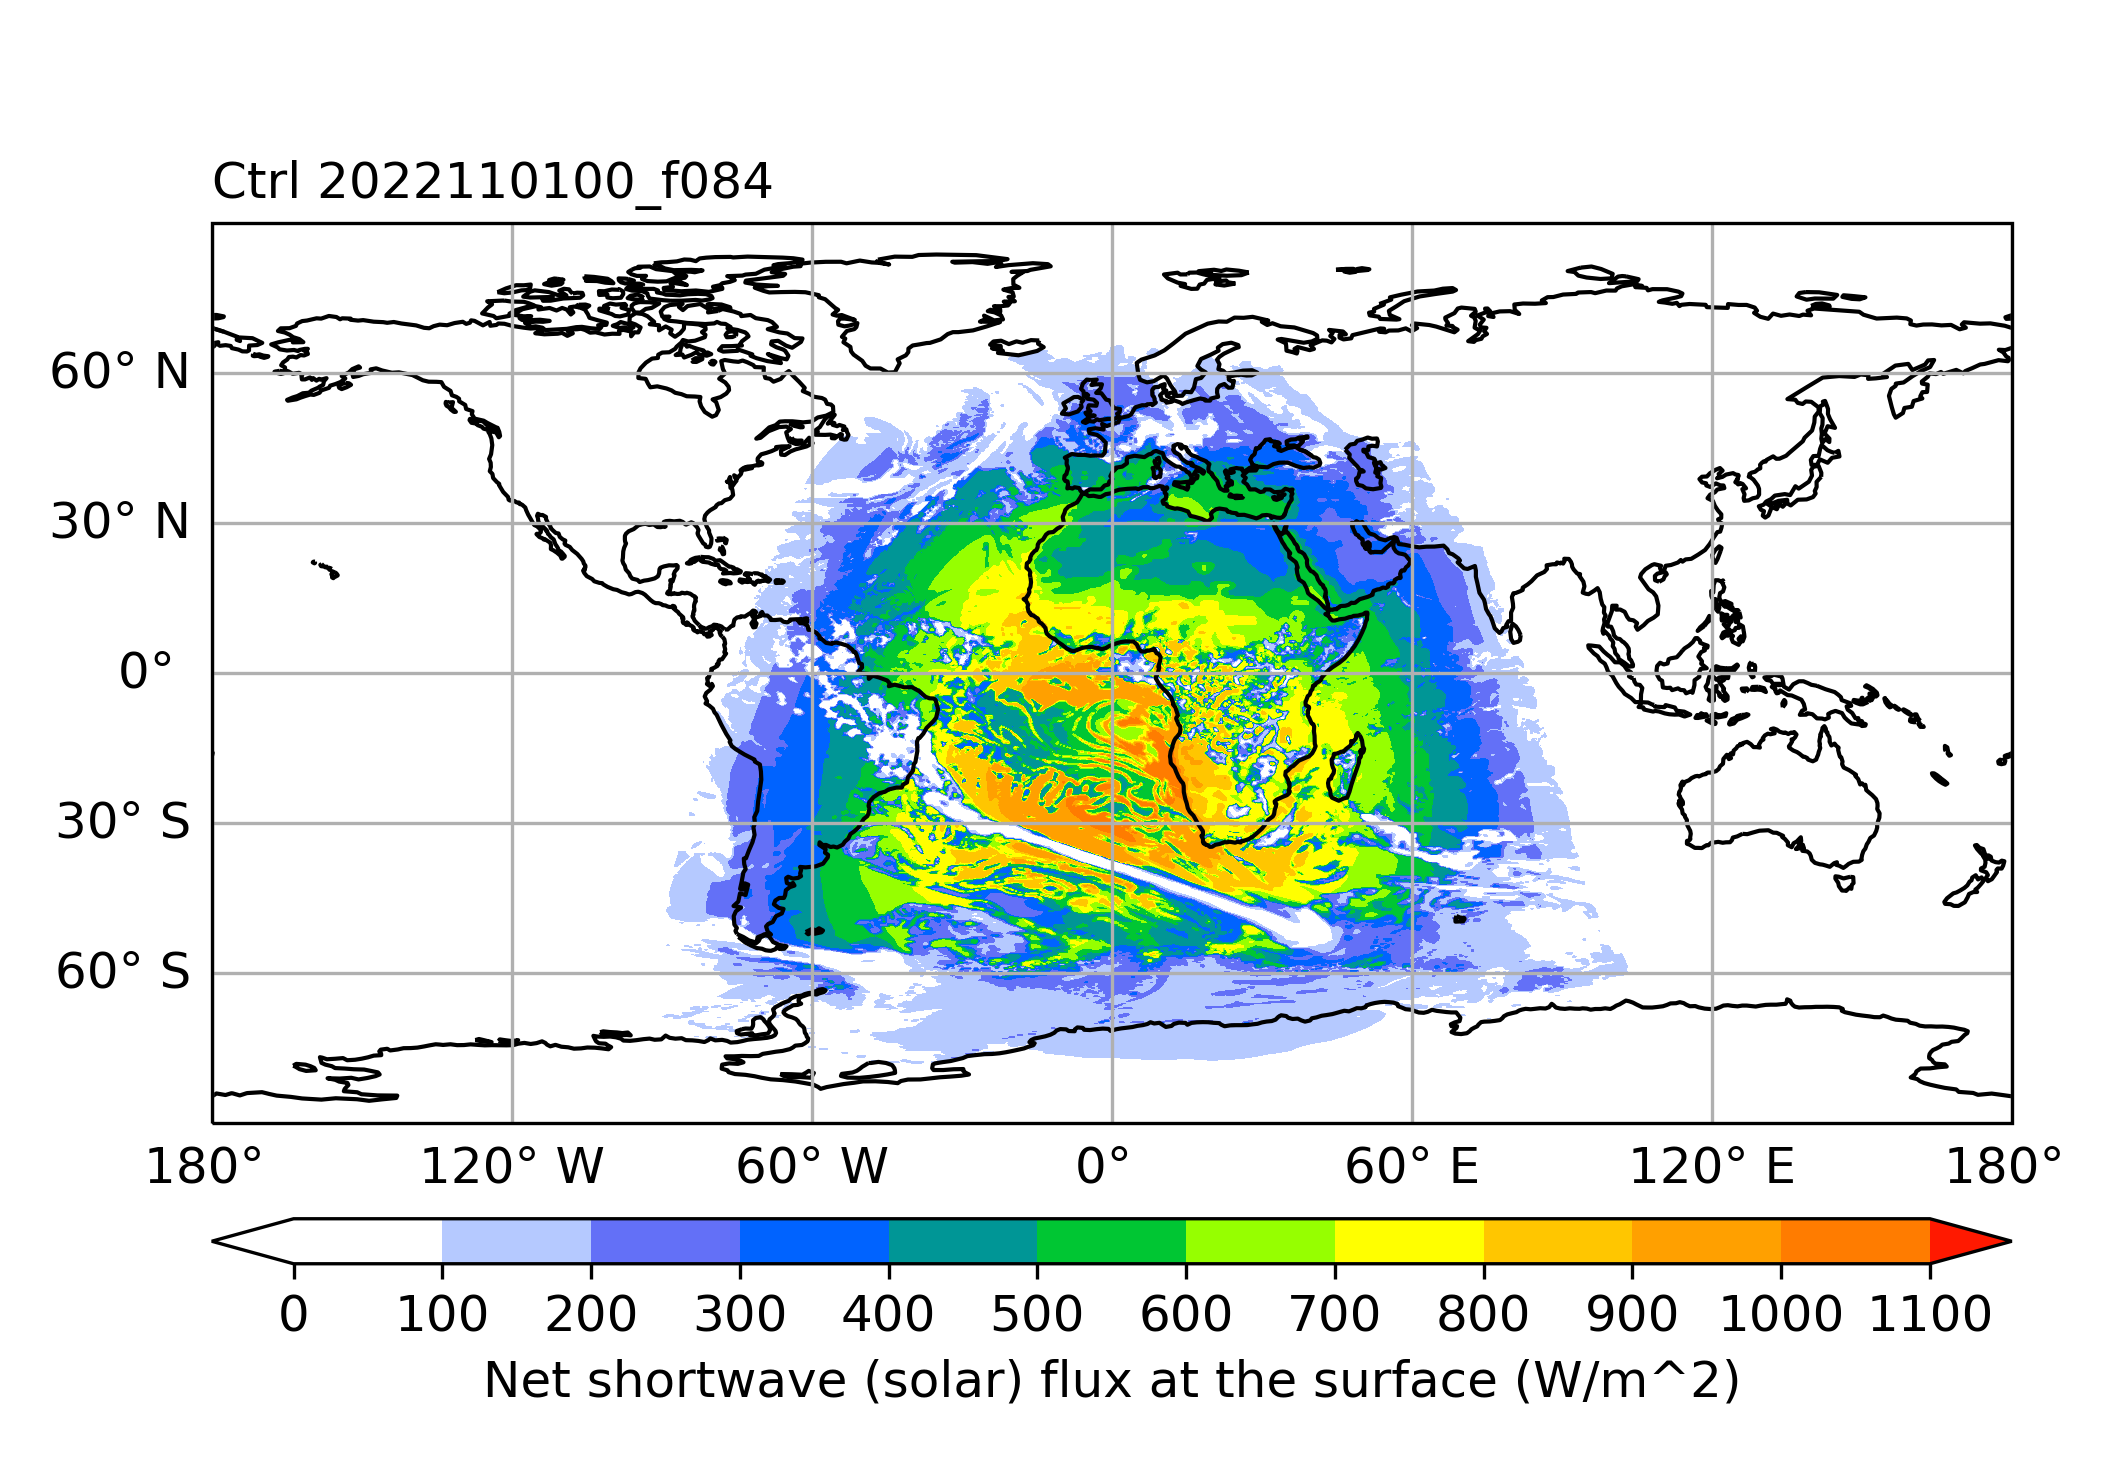 Ctrl 2022110100_f084
60° N
30° N
0°
30° S
60° S
180° 120° W 60° W 0° 60° E 120° E 180°
0 100 200 300 400 500 600 700 800 900 1000 1100
Net shortwave (solar) flux at the surface (W/m^2)